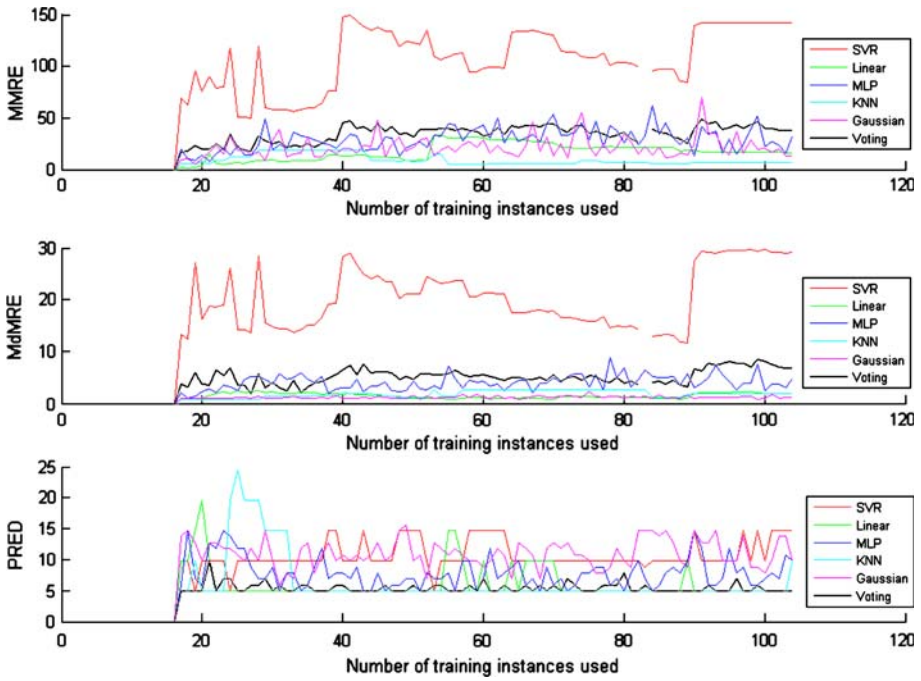 150
100
50
0
MMRE
0
20
40
60
80
100
120
Number of training instances used
SVR
Linear
MLP
KNN
Gaussian
Voting
30
20
10
0
MdMRE
0
20
40
60
80
100
120
Number of training instances used
SVR
Linear
MLP
KNN
Gaussian
Voting
25
20
15
10
5
0
PRED
0
20
40
60
80
100
120
Number of training instances used
SVR
Linear
MLP
KNN
Gaussian
Voting